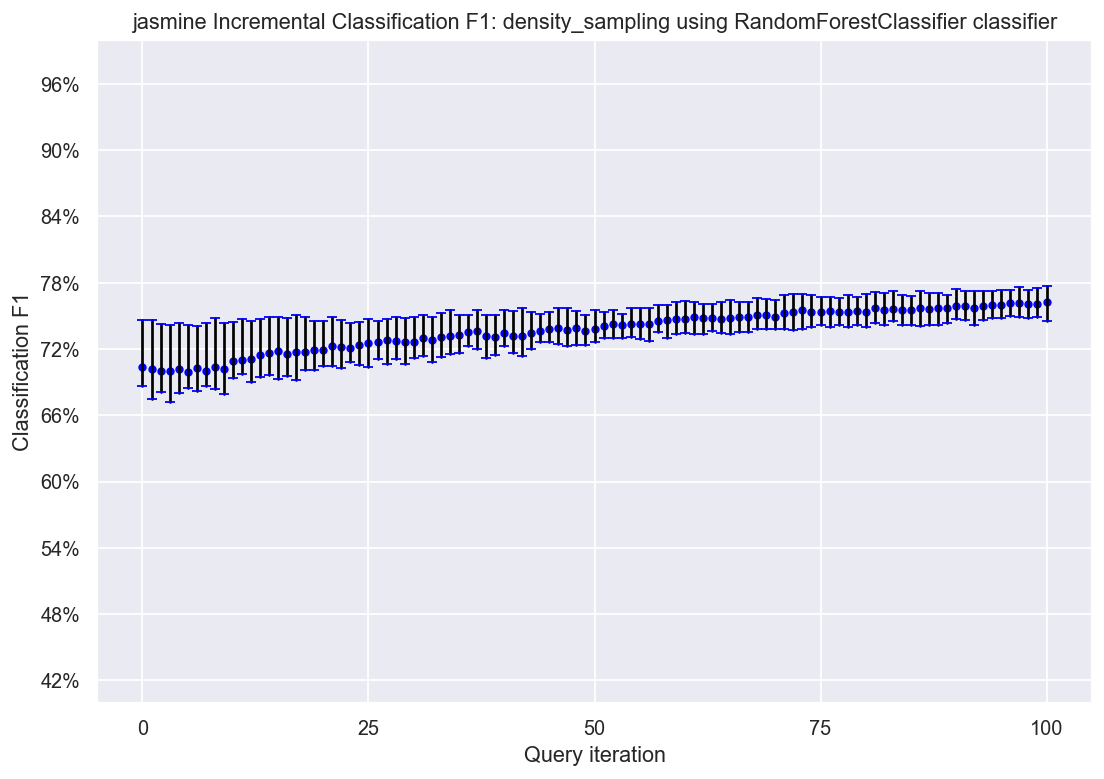 jasmine Incremental Classification F1: density_sampling using RandomForestClassifier classifier
96%
90%
84%
78%
72%
66%
60%
54%
48%
42%
Classification F1
0 25 50 75 100
Query iteration